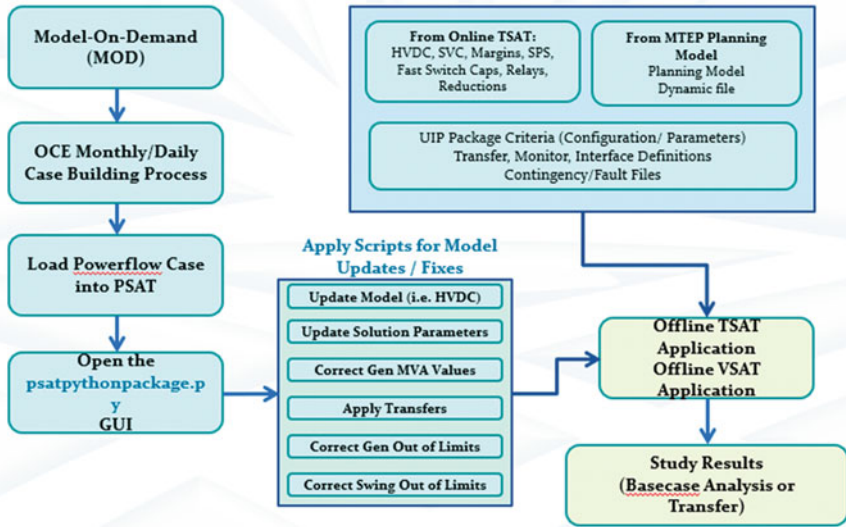 Model-On-Demand
(MOD)
OCE Monthly/Daily
Case Building Process
Load Powerflow Case
into PSAT
Open the
psatpythonpackage.p
y
GUI
Apply Scripts for Model
Updates / Fixes
Update Model (i.e. HVDC)
Update Solution Parameters
Correct Gen MVA Values
Apply Transfers
Correct Gen Out of Limits
Correct Swing Out of Limits
From Online TSAT:
HVDC, SVC, Margins, SPS,
Fast Switch Caps, Relays,
Reductions
From MTEP Planning
Model
Planning Model
Dynamic file
UIP Package Criteria (Configuration/ Parameters)
Transfer, Monitor, Interface Definitions
Contingency/Fault Files
Offline TSAT
Application
Offline VSAT
Application
Study Results
(Basecase Analysis or
Transfer)